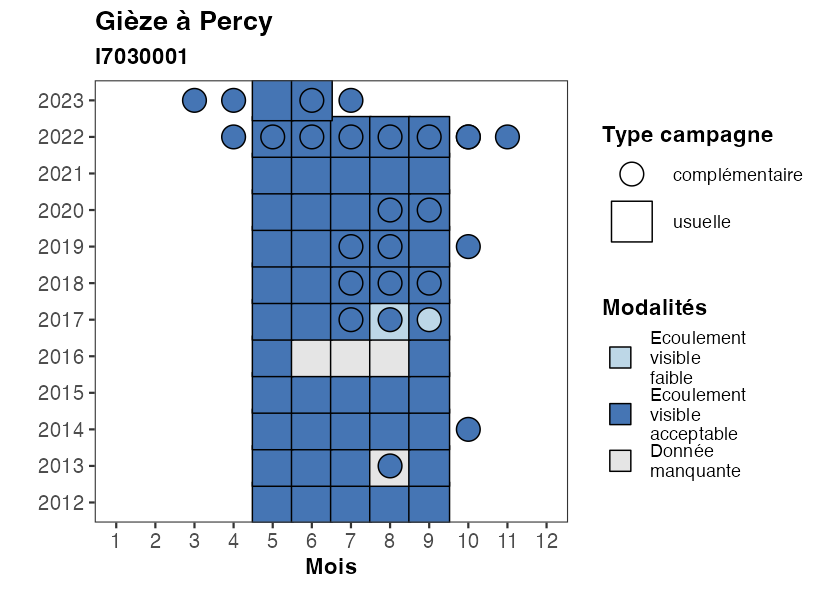 Gièze à Percy
I7030001
2023
2022
2021
2020
2019
2018
2017
2016
2015
2014
2013
2012
1 2 3 4 5 6 7 8 9 10 11 12
Mois
Type campagne
complémentaire
usuelle
Modalités
Ecoulement
visible
faible
Ecoulement
visible
acceptable
Donnée
manquante